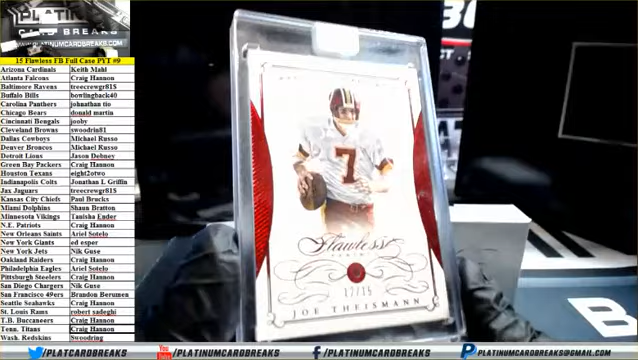 PLATINUM
CARD BREAKS
PLATINUMCARDBREAKS.COM
15 Flawless FB Full Case PYT #9
Arizona Cardinals Keith Mahl
Atlanta Falcons Craig Hannon
Baltimore Ravens treecrewgr81$
Buffalo Bills bowlingback40
Carolina Panthers johnathan tio
Chicago Bears donald martin
Cincinnati Bengals jooby
Cleveland Browns swoodrin81
Dallas Cowboys Michael Russo
Denver Broncos Michael Russo
Detroit Lions Jason Debney
Green Bay Packers Craig Hannon
Houston Texans eight2otwo
Indianapolis Colts Jonathan L Griffin
Jax Jaguars treecrewgr81$
Kansas City Chiefs Paul Brucks
Miami Dolphins Shaun Bratton
Minnesota Vikings Tanisha Ender
N.E. Patriots Craig Hannon
New Orleans Saints Ariel Sotelo
New York Giants ed esper
New York Jets Nik Guse
Oakland Raiders Craig Hannon
Philadelphia Eagles Ariel Sotelo
Pittsburgh Steelers Craig Hannon
San Diego Chargers Nik Guse
San Francisco 49ers Brandon Berumen
Seattle Seahawks Craig Hannon
St. Louis Rams robert sadeghi
T.B. Buccaneers Craig Hannon
Tenn. Titans Craig Hannon
Wash. Redskins Swoodring
7
Flawless
PANINI
12/15
JOE THEISMANN
B
@/PLATCARDBREAKS
You Tube /PLATINUMCARDBREAKS
f/PLATINUMCARDBREAKS
PLATINUMCARDBREAKS@GMAIL.COM